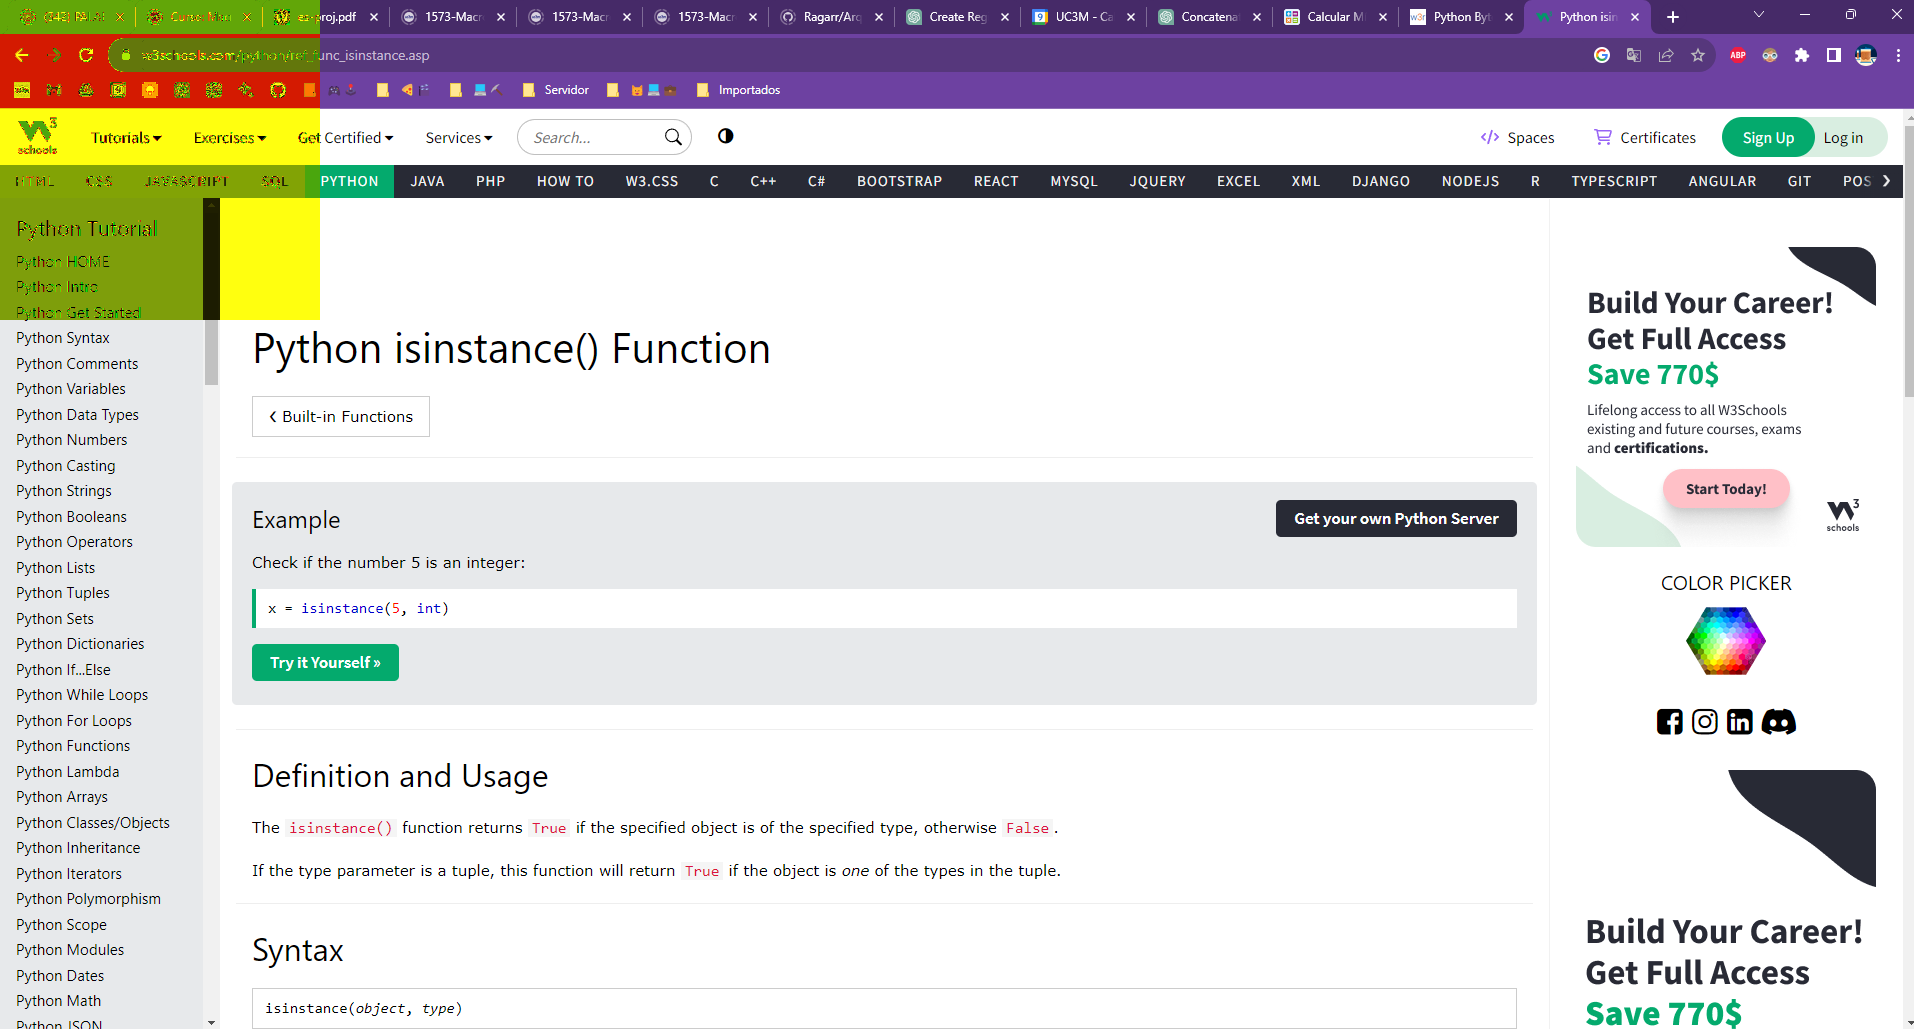 ez-proj.pdf
1573-Macr
1573-Macr
1573-Macr
Ragarr/Arq
Create Reg
UC3M - Ca
Concatenat
Calcular M
Python Byt
Python isin
w3schools.com/python/ref_func_isinstance.asp
ABP
Servidor
Importados
W3 schools
Tutorials
Exercises
Get Certified
Services
Search...
Spaces
Certificates
Sign Up
Log in
HTML CSS JAVASCRIPT SQL PYTHON JAVA PHP HOW TO W3.CSS C C++ C# BOOTSTRAP REACT MYSQL JQUERY EXCEL XML DJANGO NODEJS R TYPESCRIPT ANGULAR GIT POS ❯
Python Tutorial
Python HOME
Python Intro
Python Get Started
Python Syntax
Python Comments
Python Variables
Python Data Types
Python Numbers
Python Casting
Python Strings
Python Booleans
Python Operators
Python Lists
Python Tuples
Python Sets
Python Dictionaries
Python If...Else
Python While Loops
Python For Loops
Python Functions
Python Lambda
Python Arrays
Python Classes/Objects
Python Inheritance
Python Iterators
Python Polymorphism
Python Scope
Python Modules
Python Dates
Python Math
Python JSON
Python isinstance() Function
❮ Built-in Functions
Example
Get your own Python Server
Check if the number 5 is an integer:
x = isinstance(5, int)
Try it Yourself »
Definition and Usage
The isinstance() function returns True if the specified object is of the specified type, otherwise False.
If the type parameter is a tuple, this function will return True if the object is one of the types in the tuple.
Syntax
isinstance(object, type)
Build Your Career!
Get Full Access
Save 770$
Lifelong access to all W3Schools
existing and future courses, exams
and certifications.
Start Today!
W3 schools
COLOR PICKER
Build Your Career!
Get Full Access
Save 770$